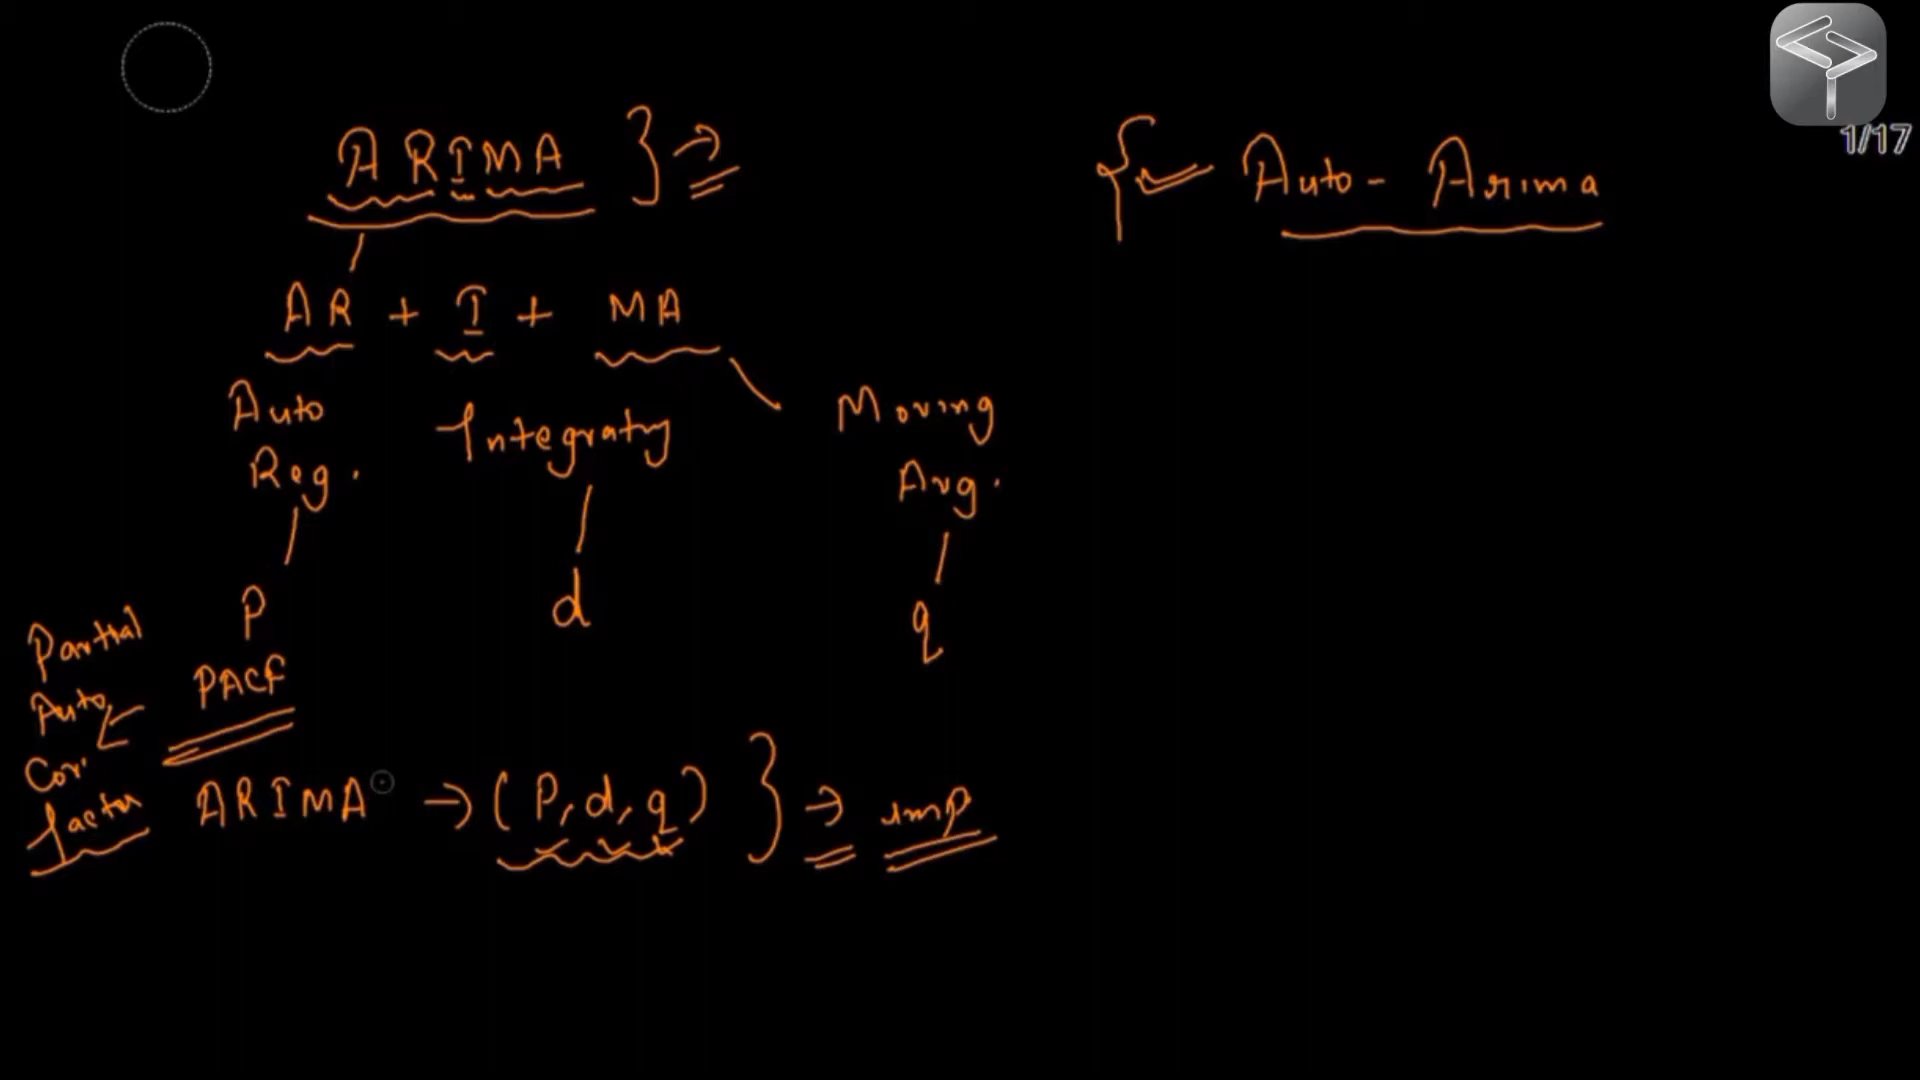 ARIMA } →
{ ✓ Auto - Arima
1/17
AR + I + MA
Auto Reg.
Integraty
Moving Avg.
P
d
q
PACF
Partial
Auto
Cor.
factor
ARIMA → (P, d, q) } → imp